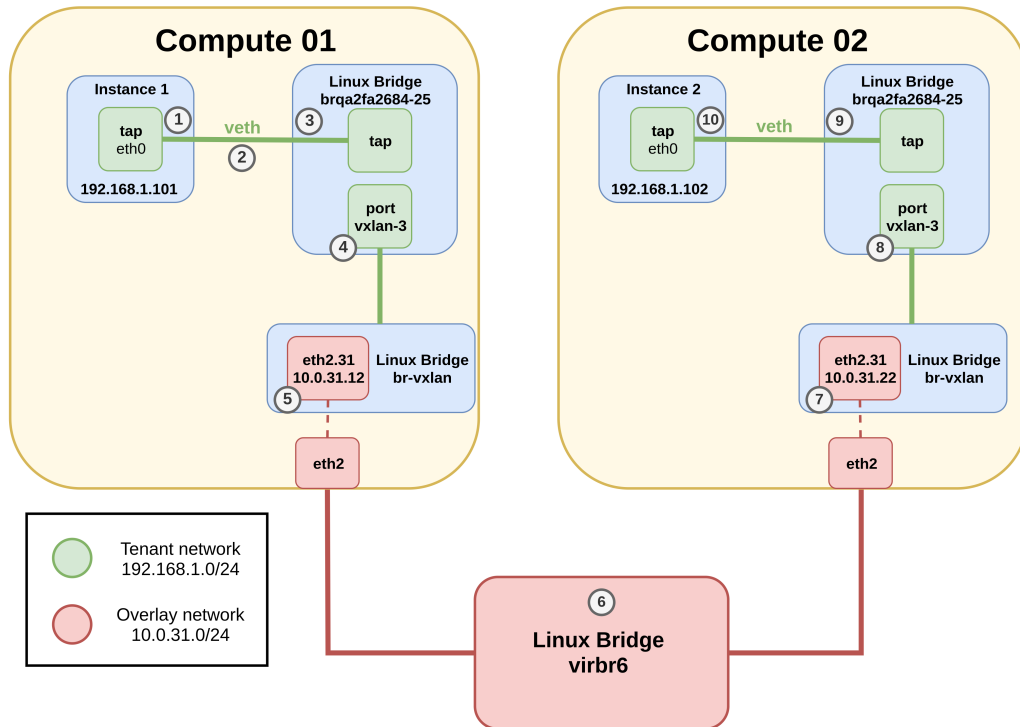 Compute 01
Instance 1
1
tap
eth0
192.168.1.101
veth
2
Linux Bridge
brqa2fa2684-25
3
tap
port
vxlan-3
4
eth2.31
10.0.31.12
Linux Bridge
br-vxlan
5
eth2
Compute 02
Instance 2
10
tap
eth0
192.168.1.102
veth
Linux Bridge
brqa2fa2684-25
9
tap
port
vxlan-3
8
eth2.31
10.0.31.22
Linux Bridge
br-vxlan
7
eth2
Tenant network
192.168.1.0/24
Overlay network
10.0.31.0/24
6
Linux Bridge
virbr6